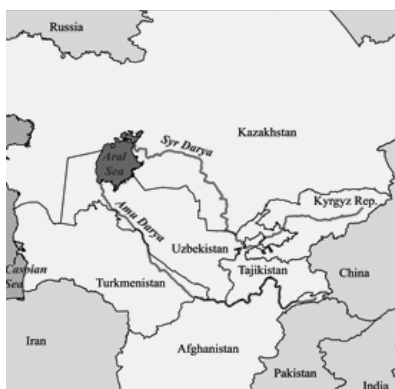 Russia
Kazakhstan
Syr Darya
Aral
Sea
Kyrgyz Rep.
Amu Darya
Uzbekistan
Tajikistan
China
Caspian
Sea
Turkmenistan
Iran
Afghanistan
Pakistan
India